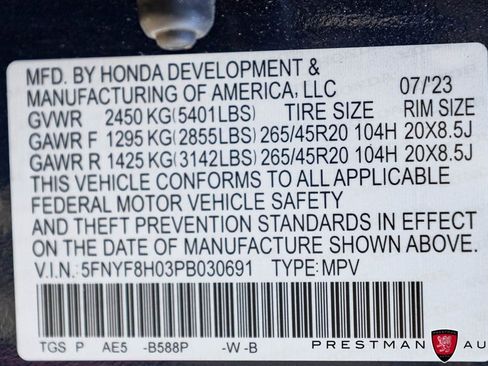 MFD. BY HONDA DEVELOPMENT &
MANUFACTURING OF AMERICA, LLC 07/'23
GVWR 2450 KG(5401LBS) TIRE SIZE RIM SIZE
GAWR F 1295 KG(2855LBS) 265/45R20 104H 20X8.5J
GAWR R 1425 KG(3142LBS) 265/45R20 104H 20X8.5J
THIS VEHICLE CONFORMS TO ALL APPLICABLE
FEDERAL MOTOR VEHICLE SAFETY
AND THEFT PREVENTION STANDARDS IN EFFECT
ON THE DATE OF MANUFACTURE SHOWN ABOVE.
V.I.N.: 5FNYF8H03PB030691 TYPE: MPV
TGS P AE5 -B588P -W -B
PRESTMAN AU